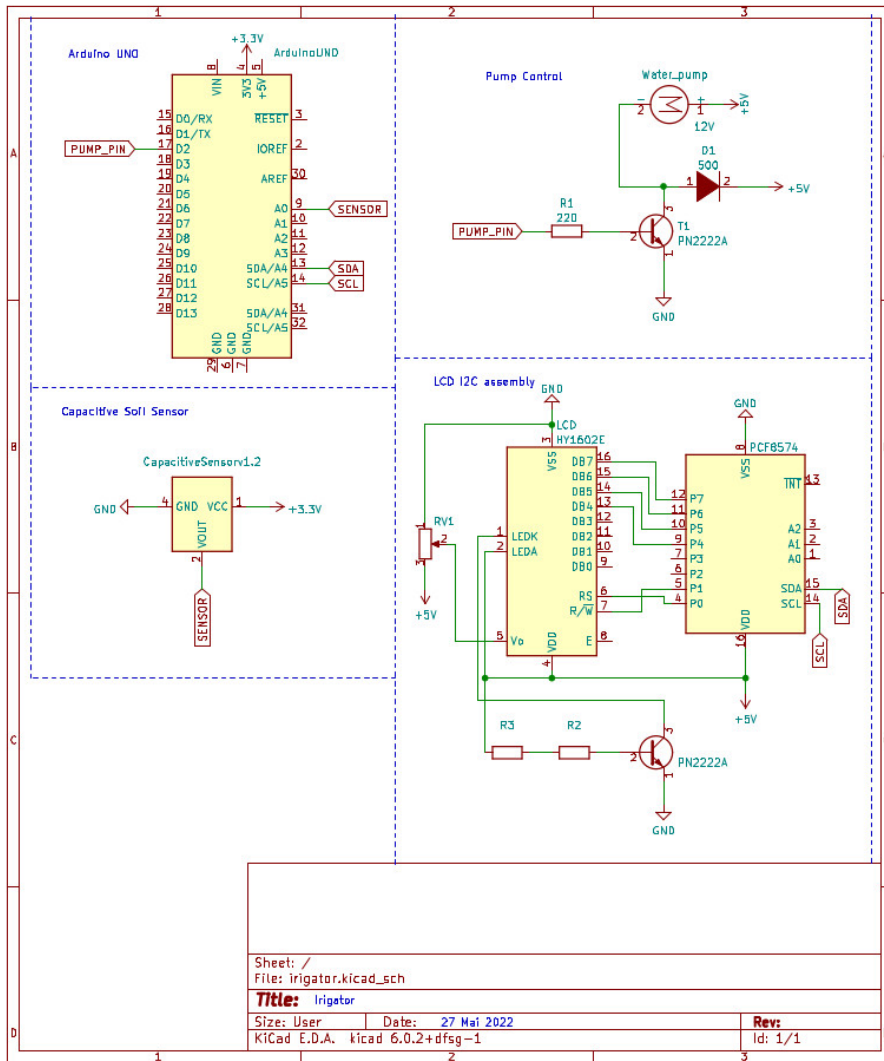 1 2 3
A
B
C
D
Arduino UNO
+3.3V
ArduinoUNO
8 4 5
VIN 3V3 +5V
15 D0/RX RESET 3
16 D1/TX
PUMP_PIN 17 D2 IOREF 2
18 D3
19 D4 AREF 30
20 D5
21 D6 A0 9 SENSOR
22 D7 A1 10
23 D8 A2 11
24 D9 A3 12
25 D10 SDA/A4 13 SDA
26 D11 SCL/A5 14 SCL
27 D12
28 D13 SDA/A4 31
SCL/A5 32
GND GND GND
29 6 7
Pump Control
Water_pump
- +
2 1 +5V
12V
D1
500
1 2 +5V
R1
220
PUMP_PIN
3
2
1
T1
PN2222A
GND
Capacitive Soil Sensor
CapacitiveSensorv1.2
GND 4 GND VCC 1 +3.3V
VOUT
2
SENSOR
LCD I2C assembly
GND
LCD
HY1602E
3
VSS
DB7 16
DB6 15
DB5 14
DB4 13
DB3 12
DB2 11
DB1 10
DB0 9
1 LEDK
2 LEDA
RS 6
R/W 7
5 Vo
E 8
VDD
4
RV1
1
2
3
+5V
GND
PCF8574
8
VSS
INT 13
12 P7
11 P6
10 P5
9 P4
7 P3
6 P2
5 P1
4 P0
A2 3
A1 2
A0 1
SDA 15
SCL 14
SDA
SCL
VDD
16
+5V
R3 R2
3
2
1
PN2222A
GND
Sheet: /
File: irigator.kicad_sch
Title: Irigator
Size: User Date: 27 Mai 2022 Rev:
KiCad E.D.A. kicad 6.0.2+dfsg-1 Id: 1/1
1 2 3